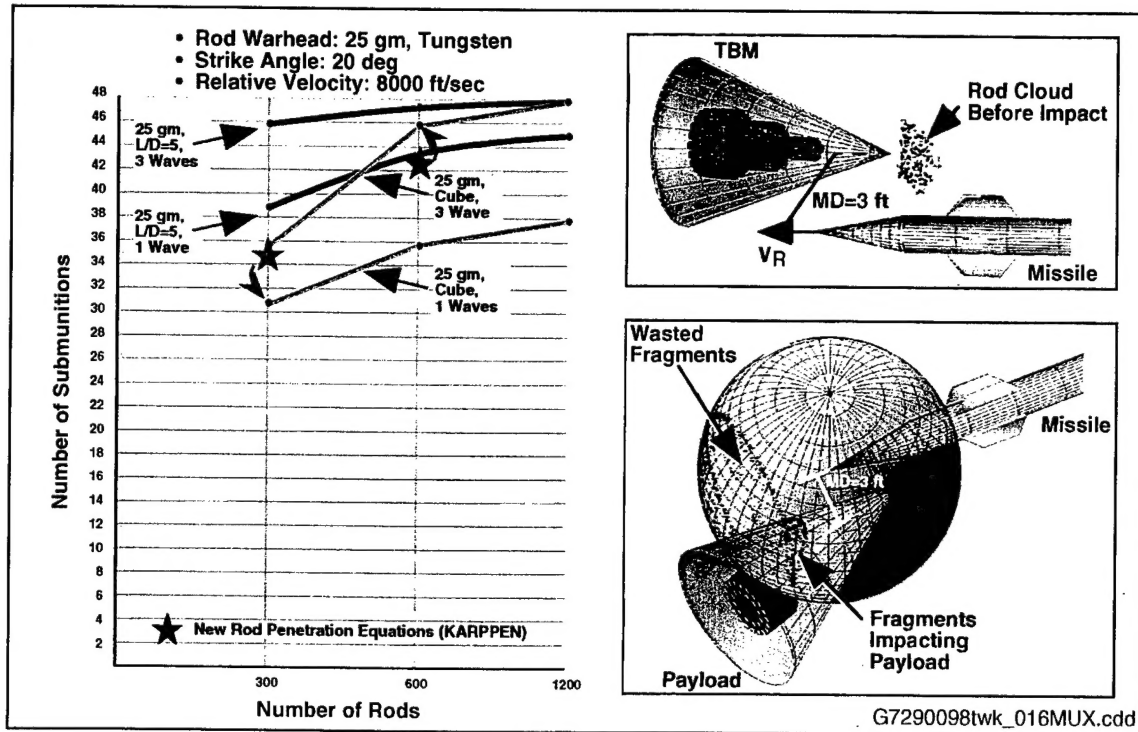 • Rod Warhead: 25 gm, Tungsten
• Strike Angle: 20 deg
• Relative Velocity: 8000 ft/sec
48
46
44
42
40
38
36
34
32
30
28
26
24
22
20
18
16
14
12
10
8
6
4
2
Number of Submunitions
25 gm,
L/D=5,
3 Waves
25 gm,
L/D=5,
1 Wave
25 gm,
Cube,
3 Wave
25 gm,
Cube,
1 Waves
New Rod Penetration Equations (KARPPEN)
300
600
1200
Number of Rods
TBM
Rod Cloud
Before Impact
MD=3 ft
VR
Missile
Wasted
Fragments
Missile
MD=3 ft
Fragments
Impacting
Payload
Payload
G7290098twk_016MUX.cdd